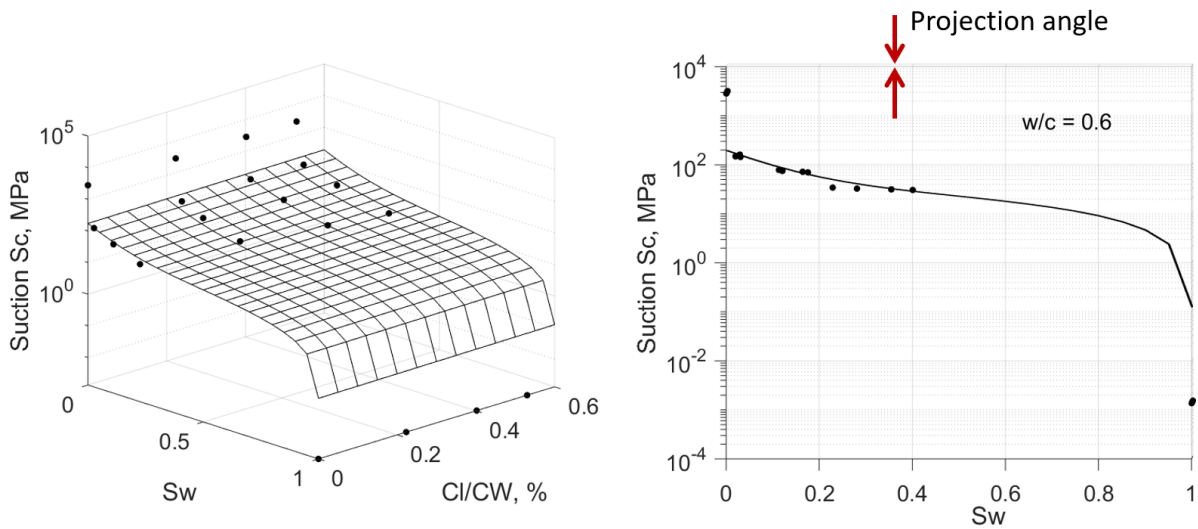 Projection angle
10^5
10^0
Suction Sc, MPa
0
0.5
1
Sw
0
0.2
0.4
0.6
Cl/CW, %
10^4
10^2
10^0
10^-2
10^-4
Suction Sc, MPa
w/c = 0.6
0
0.2
0.4
0.6
0.8
1
Sw